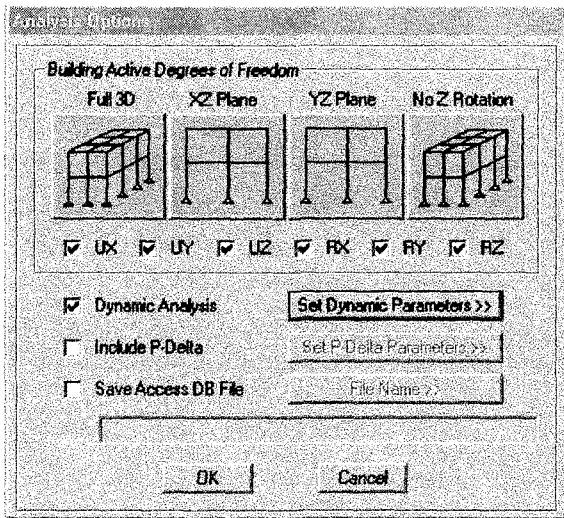 Analysis Options
Building Active Degrees of Freedom
Full 3D XZ Plane YZ Plane No Z Rotation
UX UY UZ RX RY RZ
Dynamic Analysis Set Dynamic Parameters >>
Include P-Delta Set P-Delta Parameters >>
Save Access DB File File Name >>
OK Cancel